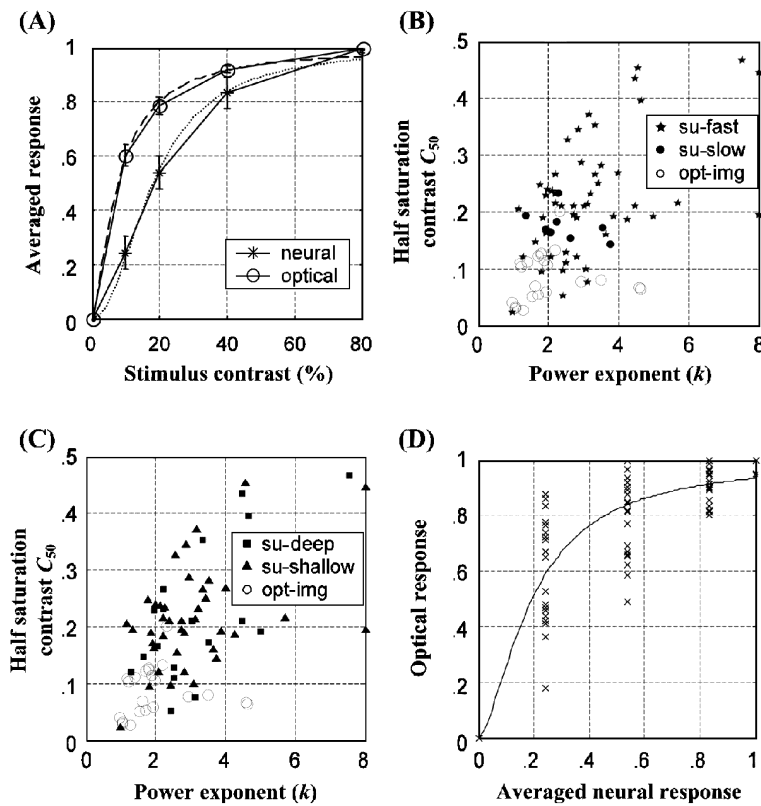 (A)
1
.8
.6
.4
.2
0
0 20 40 60 80
Averaged response
Stimulus contrast (%)
neural
optical
(B)
.5
.4
.3
.2
.1
0
0 2 4 6 8
Half saturation
contrast C50
Power exponent (k)
su-fast
su-slow
opt-img
(C)
.5
.4
.3
.2
.1
0
0 2 4 6 8
Half saturation
contrast C50
Power exponent (k)
su-deep
su-shallow
opt-img
(D)
1
.8
.6
.4
.2
0
0 .2 .4 .6 .8 1
Optical response
Averaged neural response